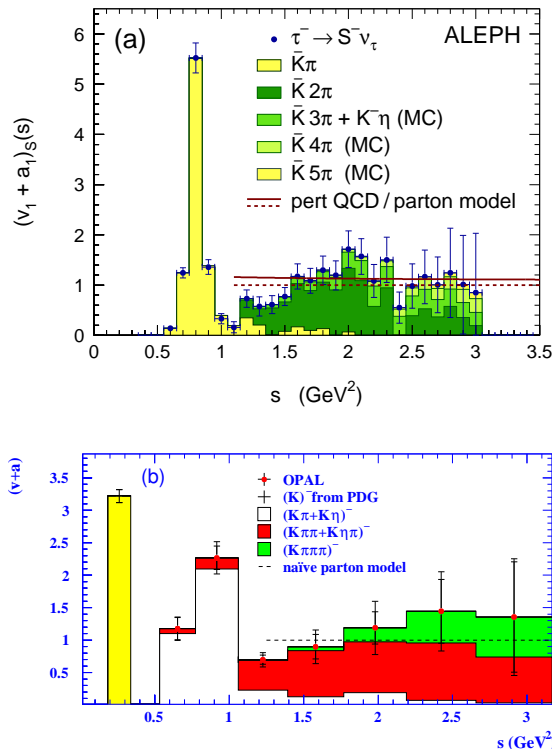 (a)
τ⁻ → S⁻ν_τ
ALEPH
K̄π
K̄2π
K̄3π + K⁻η (MC)
K̄4π (MC)
K̄5π (MC)
pert QCD / parton model
(ν₁ + a₁)_S(s)
6
5
4
3
2
1
0
0 0.5 1 1.5 2 2.5 3 3.5
s (GeV²)
(b)
OPAL
(K)⁻ from PDG
(Kπ+Kη)⁻
(Kππ+Kηπ)⁻
(Kπππ)⁻
naïve parton model
(v+a)
3.5
3
2.5
2
1.5
1
0.5
0.5 1 1.5 2 2.5 3
s (GeV²